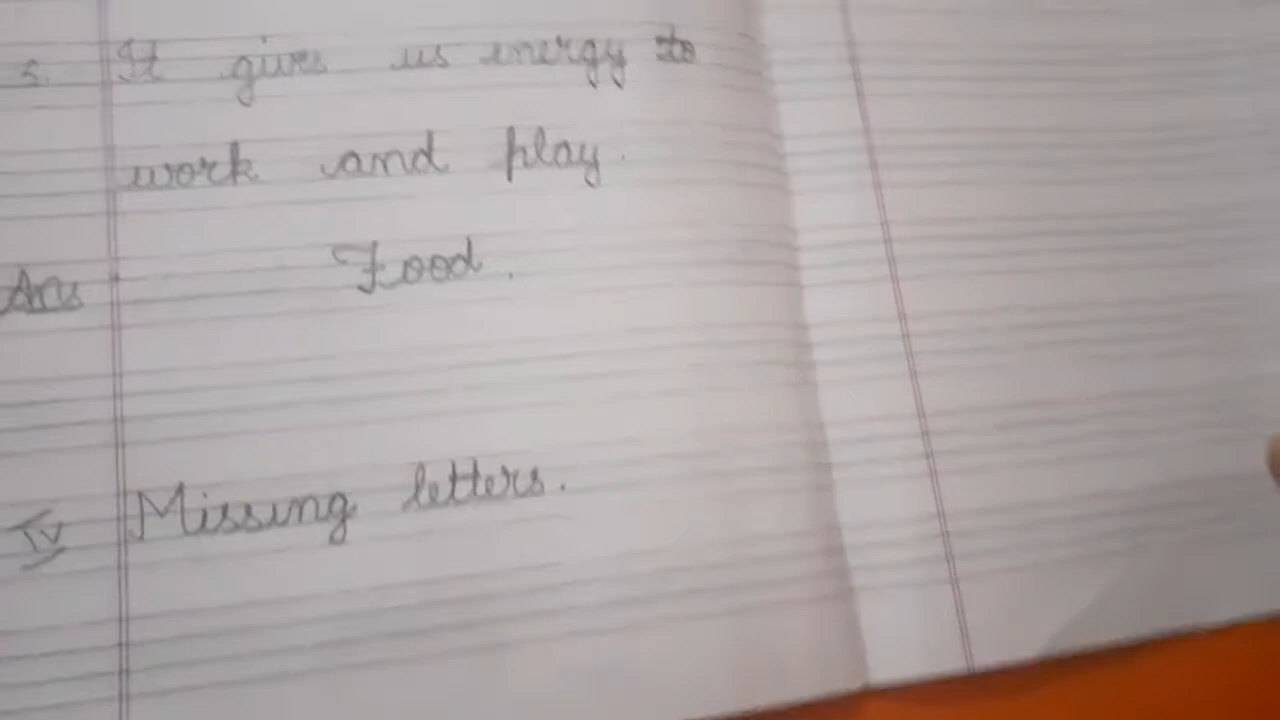 5. It gives us energy to
work and play.
Ans Food.
IV Missing letters.